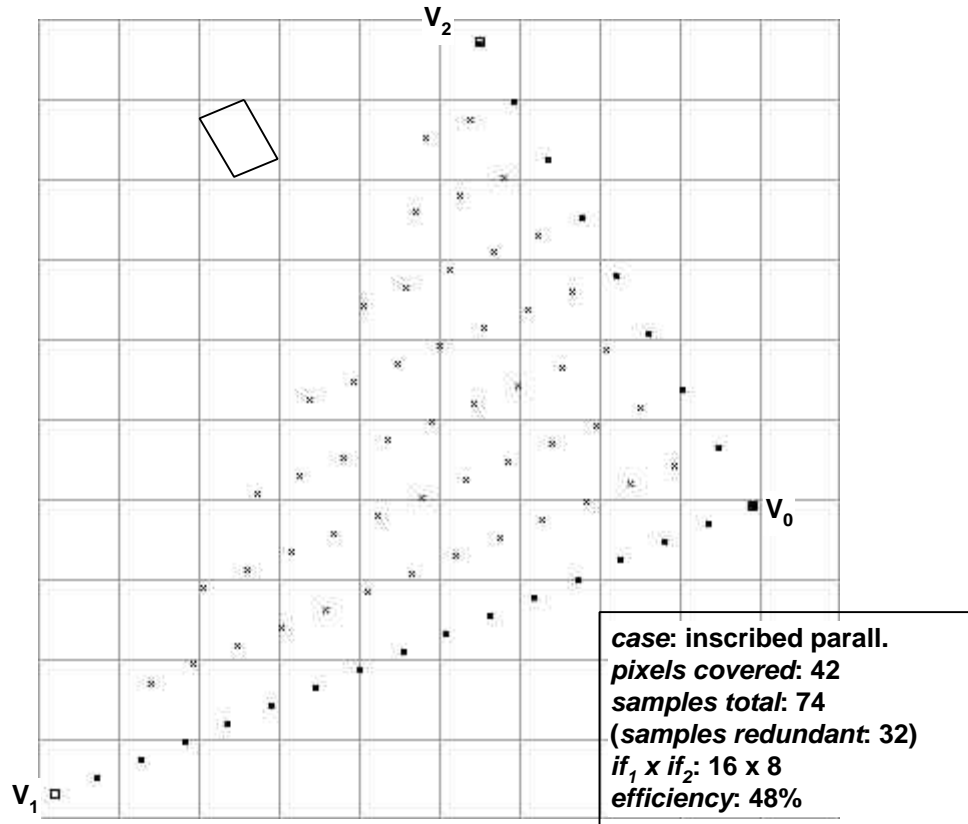 V₂
V₀
V₁
case: inscribed parall.
pixels covered: 42
samples total: 74
(samples redundant: 32)
if₁ x if₂: 16 x 8
efficiency: 48%